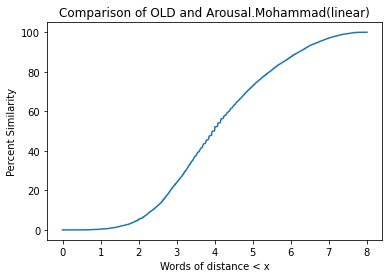 Comparison of OLD and Arousal.Mohammad(linear)
100
80
60
40
20
0
Percent Similarity
0 1 2 3 4 5 6 7 8
Words of distance < x